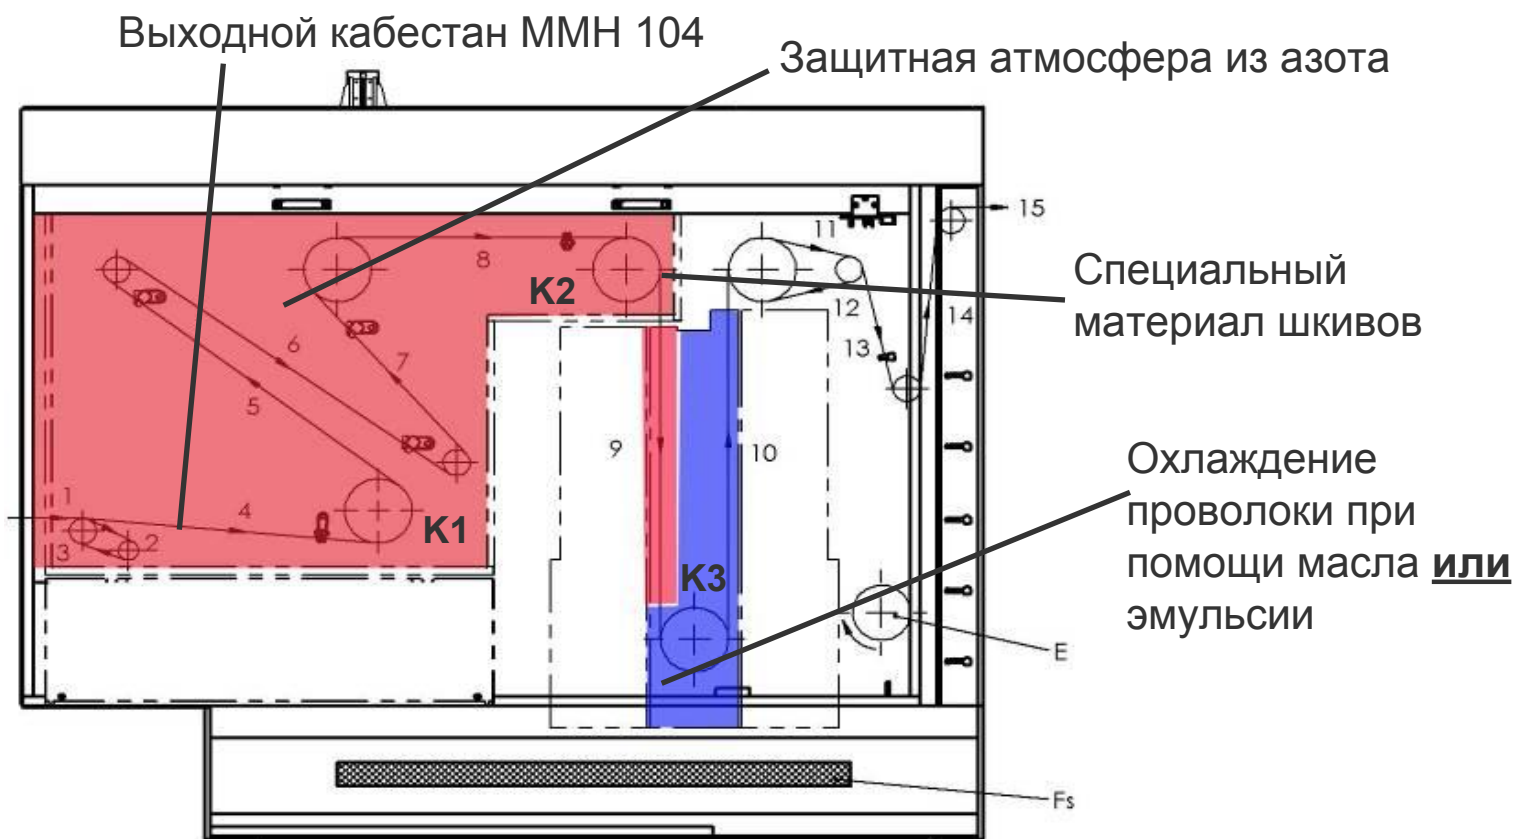 Выходной кабестан MMH 104
Защитная атмосфера из азота
15
11
8
K2
Специальный
материал шкивов
12
14
13
6
7
5
9
10
Охлаждение
проволоки при
помощи масла или
эмульсии
1
4
K1
2
3
K3
E
Fs